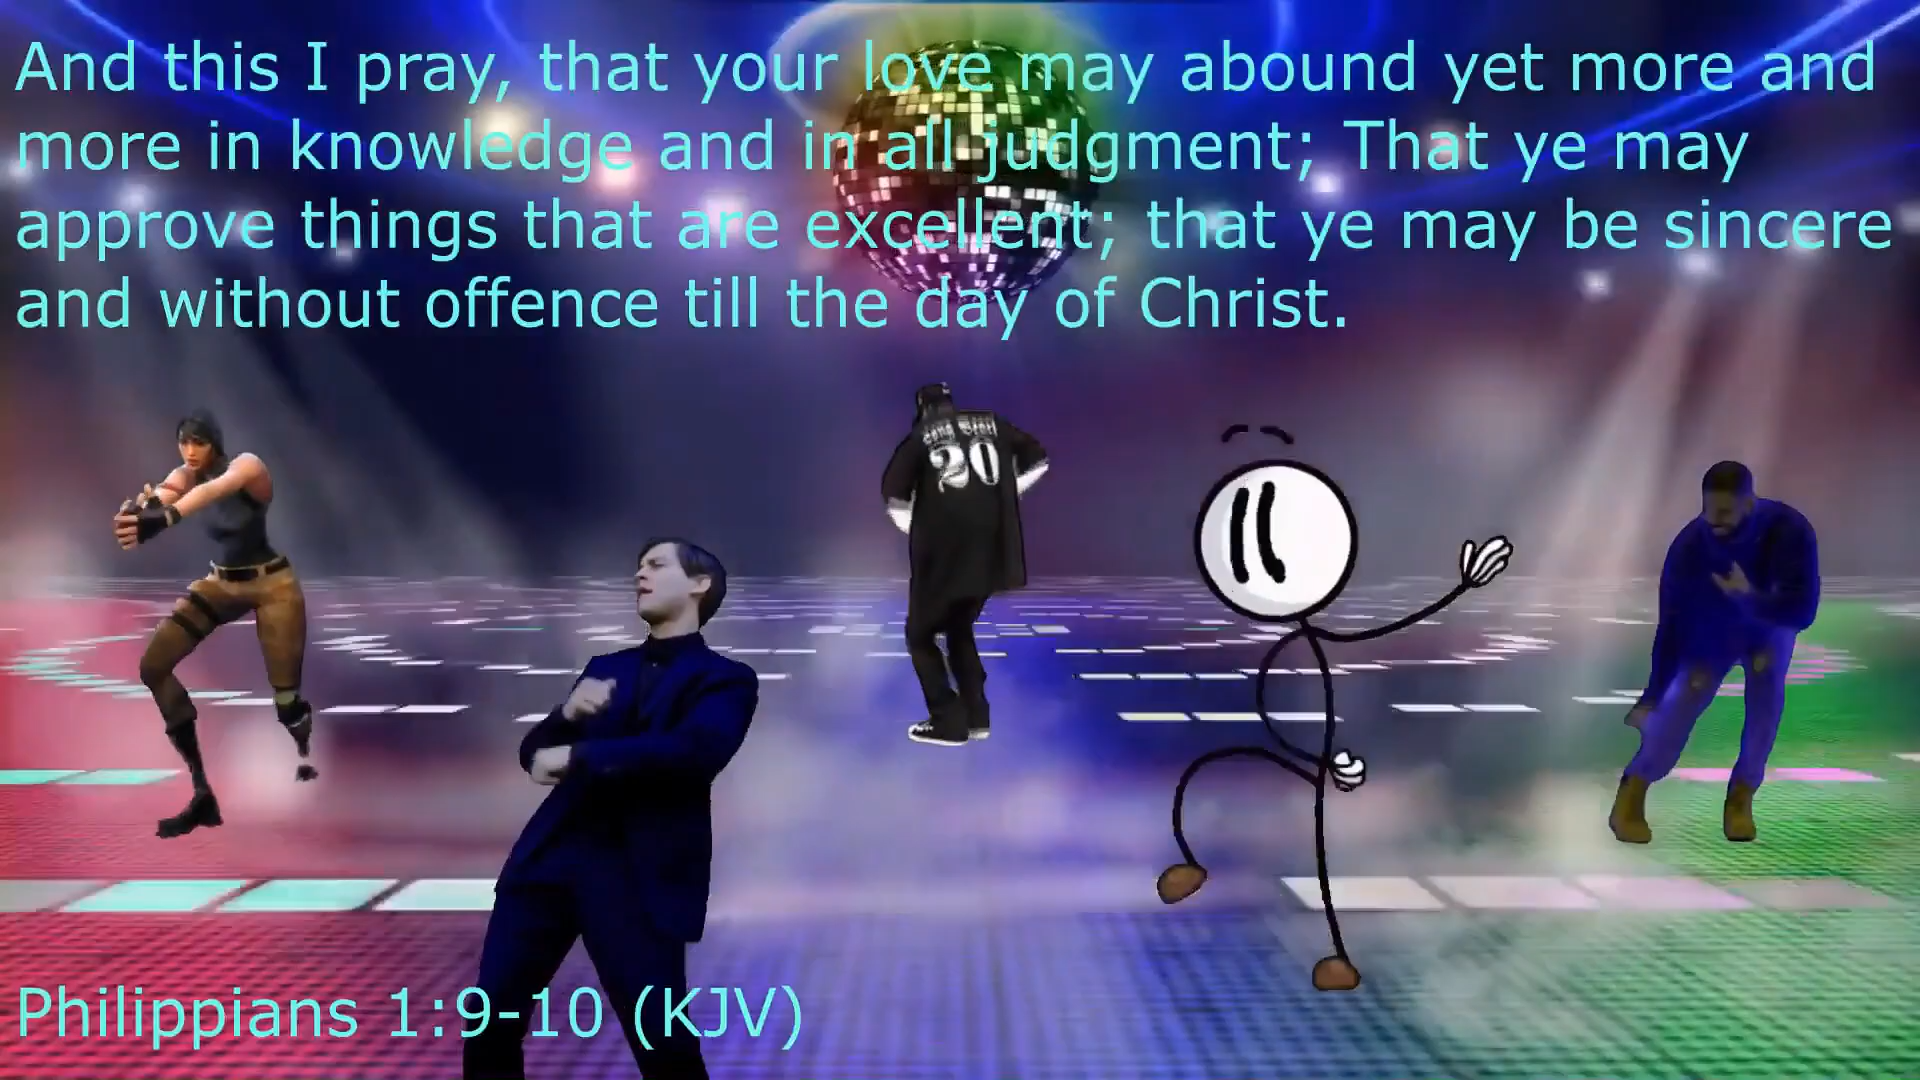 And this I pray, that your love may abound yet more and
more in knowledge and in all judgment; That ye may
approve things that are excellent; that ye may be sincere
and without offence till the day of Christ.
20
Philippians 1:9-10 (KJV)